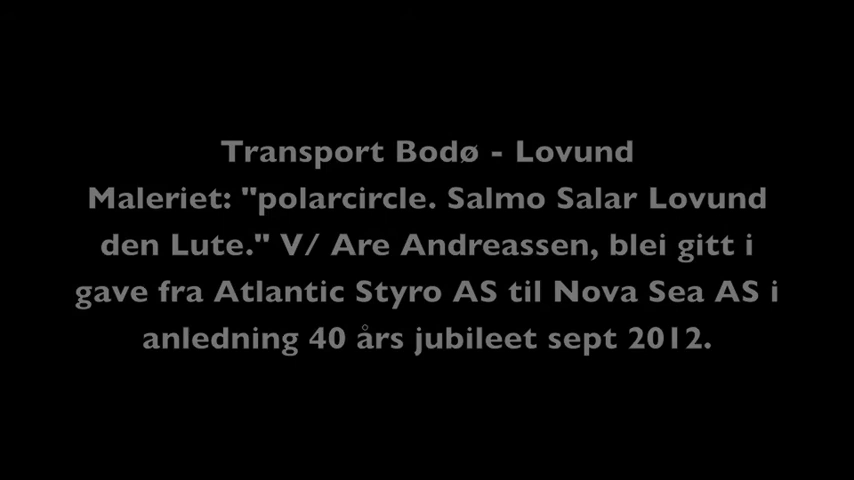 Transport Bodø - Lovund
Maleriet: "polarcircle. Salmo Salar Lovund
den Lute." V/ Are Andreassen, blei gitt i
gave fra Atlantic Styro AS til Nova Sea AS i
anledning 40 års jubileet sept 2012.